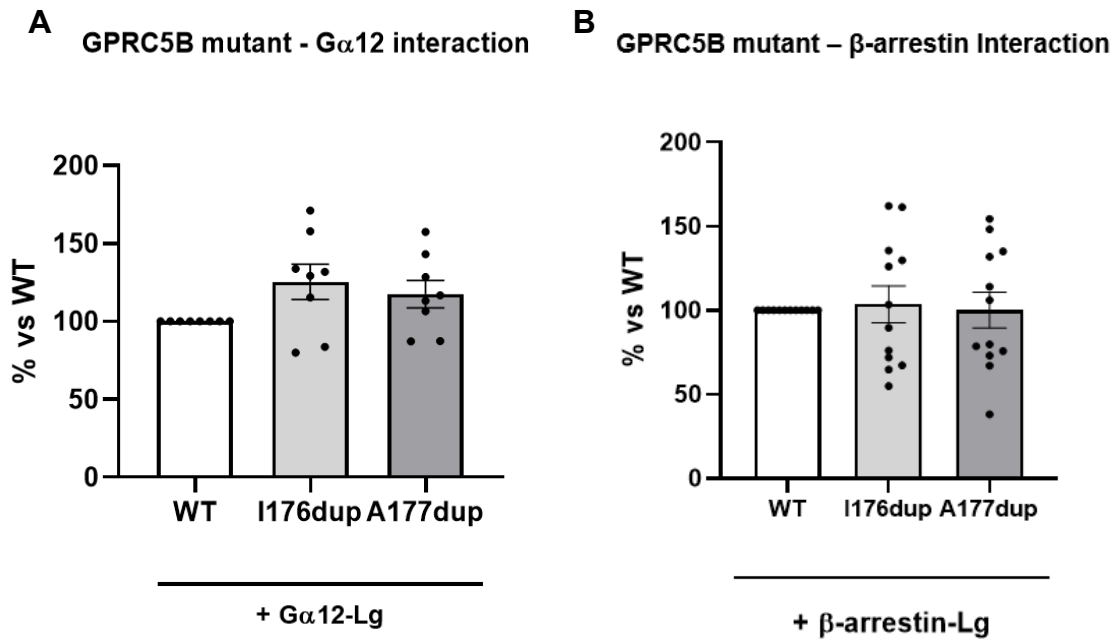 A
GPRC5B mutant - Gα12 interaction
% vs WT
200
150
100
50
0
WT I176dup A177dup
+ Gα12-Lg
B
GPRC5B mutant – β-arrestin Interaction
% vs WT
200
150
100
50
0
WT I176dup A177dup
+ β-arrestin-Lg